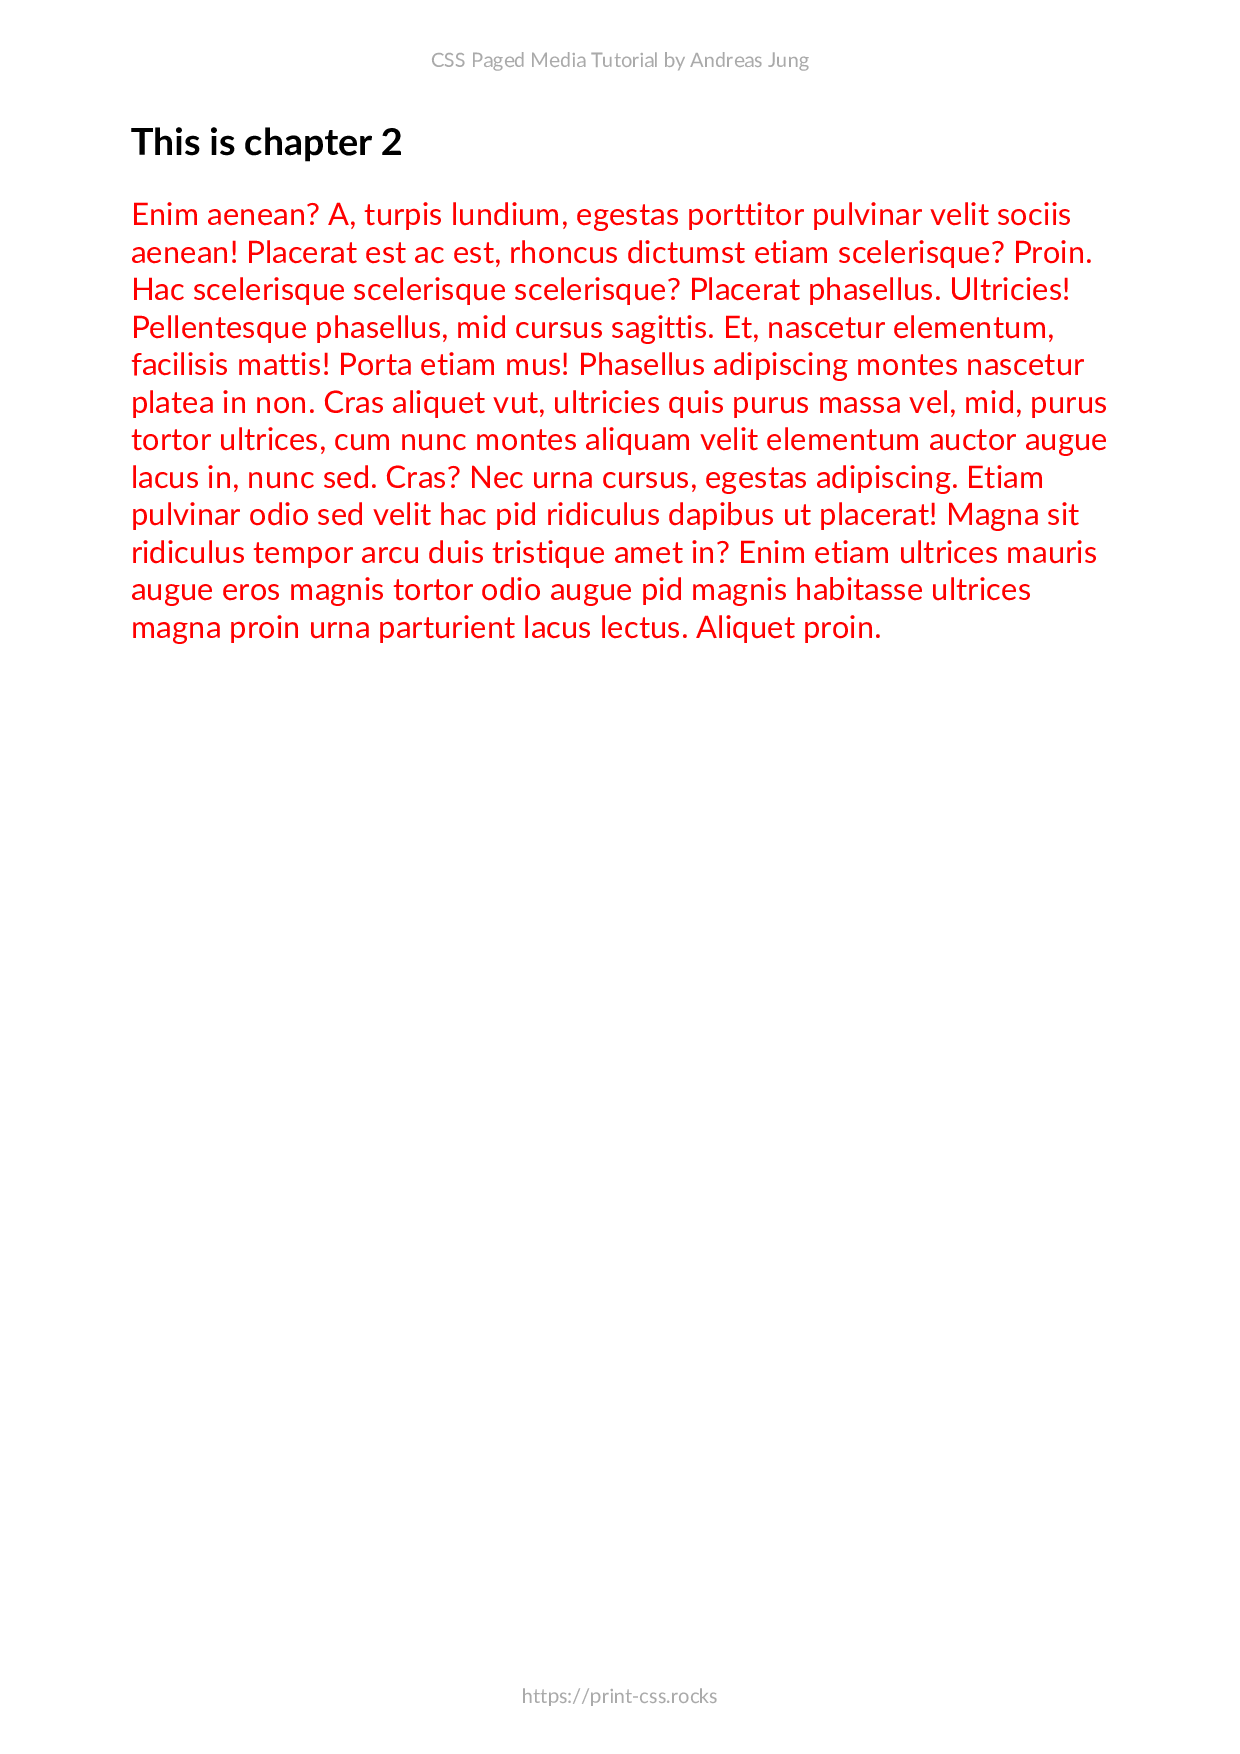 CSS Paged Media Tutorial by Andreas Jung
This is chapter 2
Enim aenean? A, turpis lundium, egestas porttitor pulvinar velit sociis
aenean! Placerat est ac est, rhoncus dictumst etiam scelerisque? Proin.
Hac scelerisque scelerisque scelerisque? Placerat phasellus. Ultricies!
Pellentesque phasellus, mid cursus sagittis. Et, nascetur elementum,
facilisis mattis! Porta etiam mus! Phasellus adipiscing montes nascetur
platea in non. Cras aliquet vut, ultricies quis purus massa vel, mid, purus
tortor ultrices, cum nunc montes aliquam velit elementum auctor augue
lacus in, nunc sed. Cras? Nec urna cursus, egestas adipiscing. Etiam
pulvinar odio sed velit hac pid ridiculus dapibus ut placerat! Magna sit
ridiculus tempor arcu duis tristique amet in? Enim etiam ultrices mauris
augue eros magnis tortor odio augue pid magnis habitasse ultrices
magna proin urna parturient lacus lectus. Aliquet proin.
https://print-css.rocks